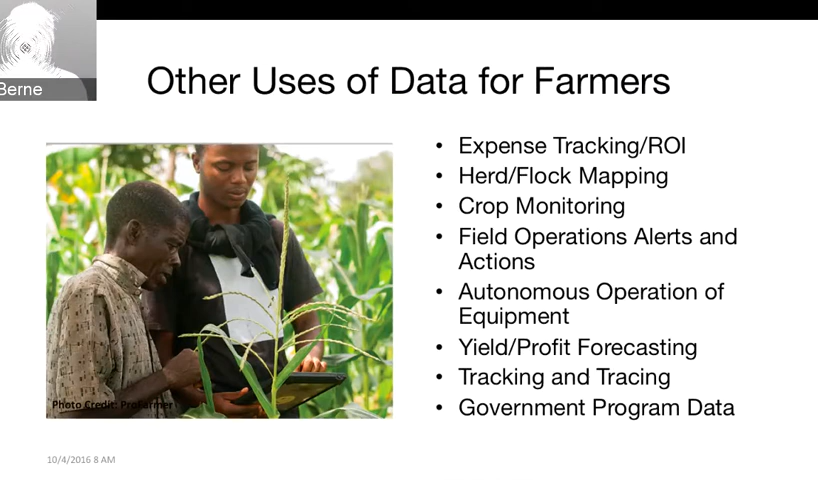 Berne
Other Uses of Data for Farmers
• Expense Tracking/ROI
• Herd/Flock Mapping
• Crop Monitoring
• Field Operations Alerts and
Actions
• Autonomous Operation of
Equipment
• Yield/Profit Forecasting
• Tracking and Tracing
• Government Program Data
Photo Credit: ProFarmer
10/4/2016 8 AM